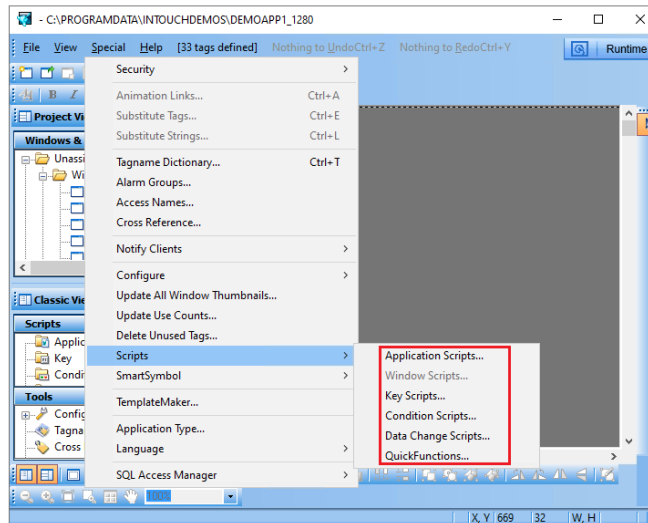 - C:\PROGRAMDATA\INTOUCHDEMOS\DEMOAPP1_1280
File View Special Help [33 tags defined] Nothing to UndoCtrl+Z Nothing to RedoCtrl+Y Runtime
B I
Security
Animation Links... Ctrl+A
Substitute Tags... Ctrl+E
Substitute Strings... Ctrl+L
Tagname Dictionary... Ctrl+T
Alarm Groups...
Access Names...
Cross Reference...
Notify Clients
Configure
Update All Window Thumbnails...
Update Use Counts...
Delete Unused Tags...
Scripts
SmartSymbol
TemplateMaker...
Application Type...
Language
SQL Access Manager
Application Scripts...
Window Scripts...
Key Scripts...
Condition Scripts...
Data Change Scripts...
QuickFunctions...
Project Vi
Windows &
Unassi
Wi
Classic Vie
Scripts
Applic
Key
Condi
Tools
Config
Tagna
Cross
100%
X, Y 669 32 W, H